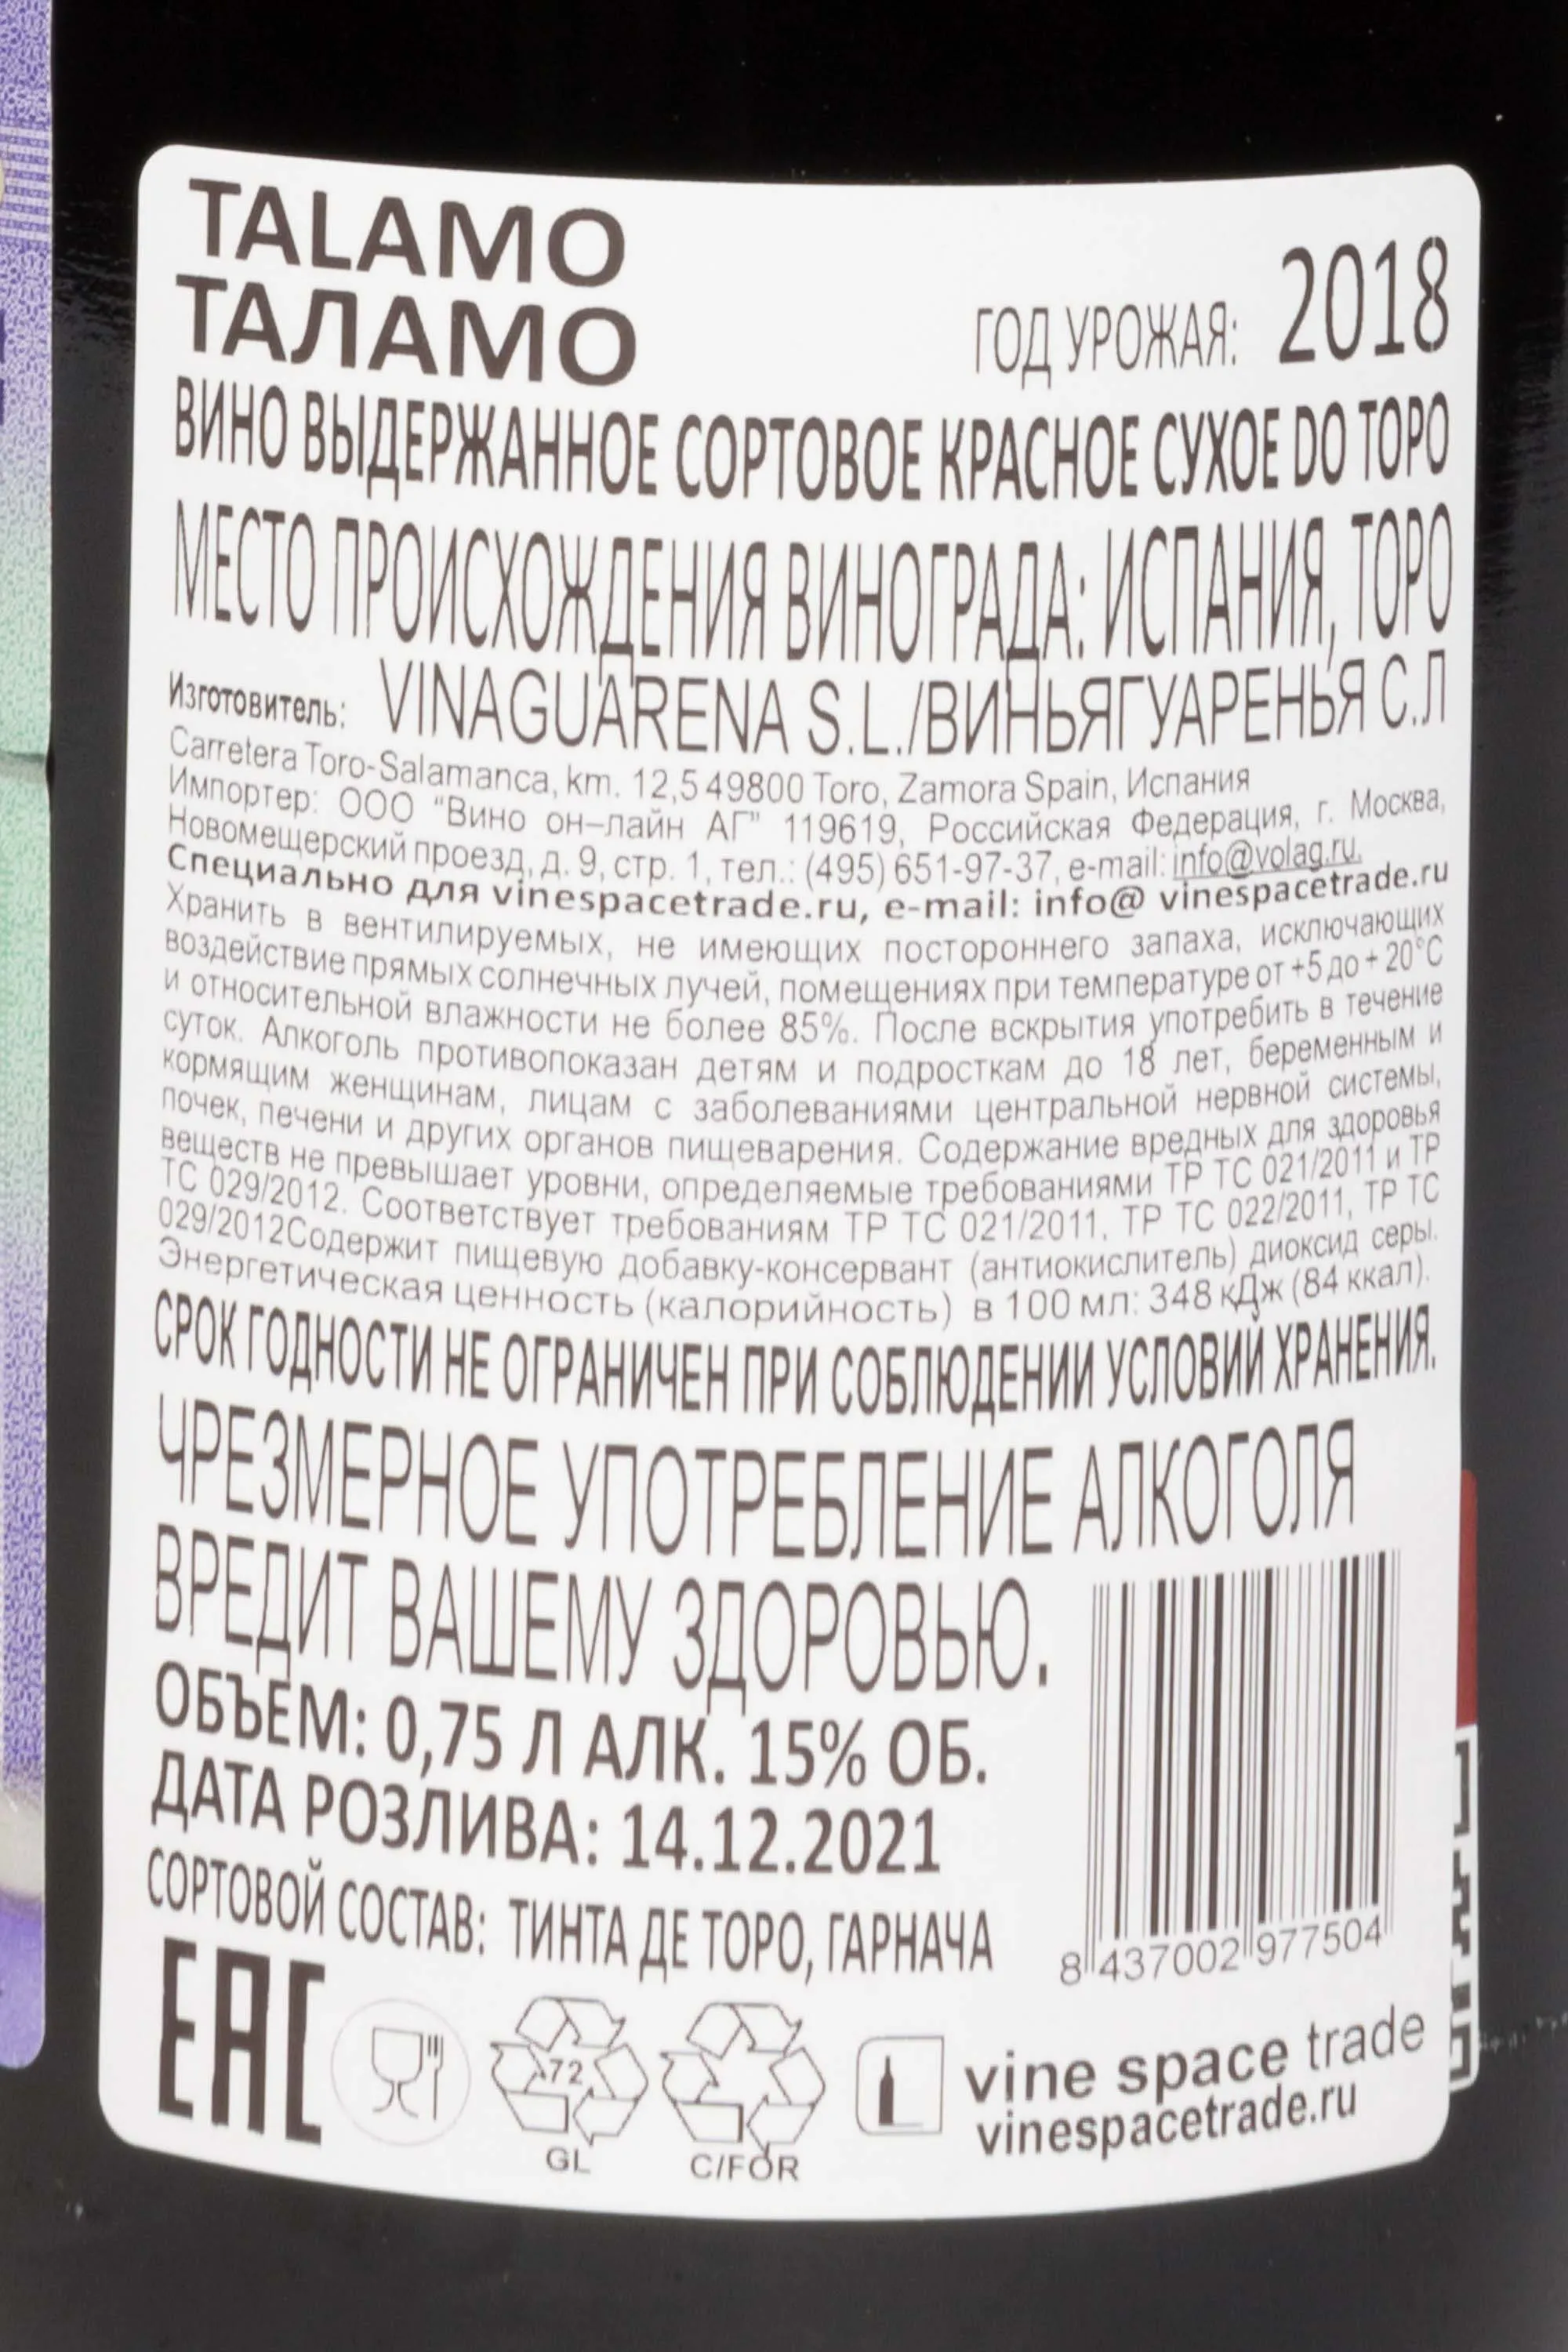 TALAMO
ТАЛАМО
ГОД УРОЖАЯ: 2018
ВИНО ВЫДЕРЖАННОЕ СОРТОВОЕ КРАСНОЕ СУХОЕ DO ТОРО
МЕСТО ПРОИСХОЖДЕНИЯ ВИНОГРАДА: ИСПАНИЯ, ТОРО
Изготовитель: VINAGUARENA S.L./ВИНЬЯГУАРЕНЬЯ С.Л
Carretera Toro-Salamanca, km. 12,5 49800 Toro, Zamora Spain, Испания
Импортер: ООО "Вино он–лайн АГ" 119619, Российская Федерация, г. Москва,
Новомещерский проезд, д. 9, стр. 1, тел.: (495) 651-97-37, e-mail: info@volag.ru.
Специально для vinespacetrade.ru, e-mail: info@ vinespacetrade.ru
Хранить в вентилируемых, не имеющих постороннего запаха, исключающих
воздействие прямых солнечных лучей, помещениях при температуре от +5 до + 20°С
и относительной влажности не более 85%. После вскрытия употребить в течение
суток. Алкоголь противопоказан детям и подросткам до 18 лет, беременным и
кормящим женщинам, лицам с заболеваниями центральной нервной системы,
почек, печени и других органов пищеварения. Содержание вредных для здоровья
веществ не превышает уровни, определяемые требованиями ТР ТС 021/2011 и ТР
ТС 029/2012. Соответствует требованиям ТР ТС 021/2011, ТР ТС 022/2011, ТР ТС
029/2012Содержит пищевую добавку-консервант (антиокислитель) диоксид серы.
Энергетическая ценность (калорийность) в 100 мл: 348 кДж (84 ккал).
СРОК ГОДНОСТИ НЕ ОГРАНИЧЕН ПРИ СОБЛЮДЕНИИ УСЛОВИЙ ХРАНЕНИЯ.
ЧРЕЗМЕРНОЕ УПОТРЕБЛЕНИЕ АЛКОГОЛЯ
ВРЕДИТ ВАШЕМУ ЗДОРОВЬЮ.
ОБЪЕМ: 0,75 Л АЛК. 15% ОБ.
ДАТА РОЗЛИВА: 14.12.2021
СОРТОВОЙ СОСТАВ: ТИНТА ДЕ ТОРО, ГАРНАЧА
8 437002 977504
EAC
72
GL
C/FOR
vine space trade
vinespacetrade.ru